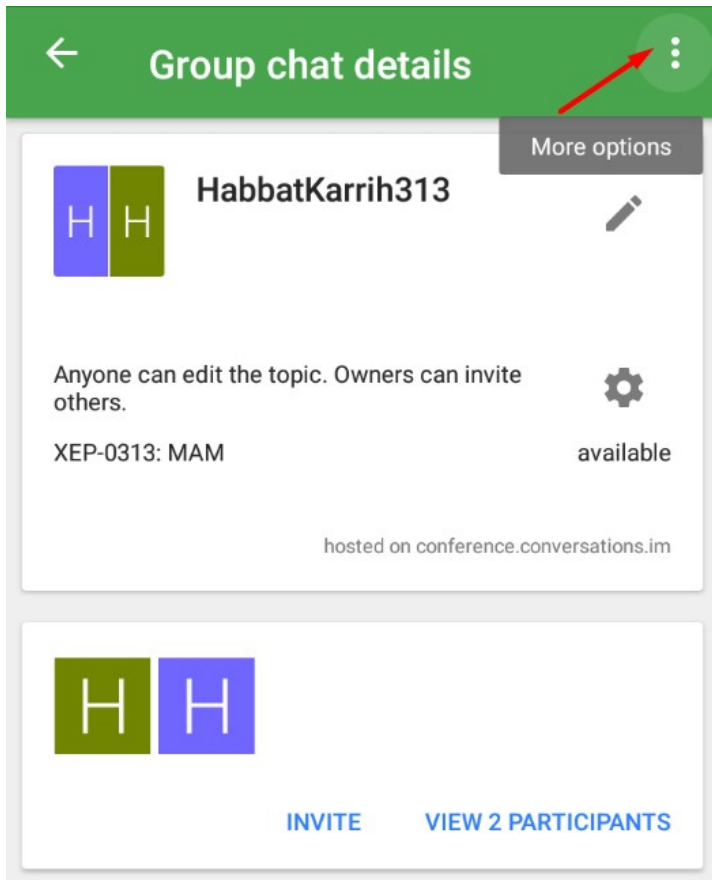 Group chat details
More options
H H
HabbatKarrih313
Anyone can edit the topic. Owners can invite
others.
XEP-0313: MAM
available
hosted on conference.conversations.im
H H
INVITE
VIEW 2 PARTICIPANTS